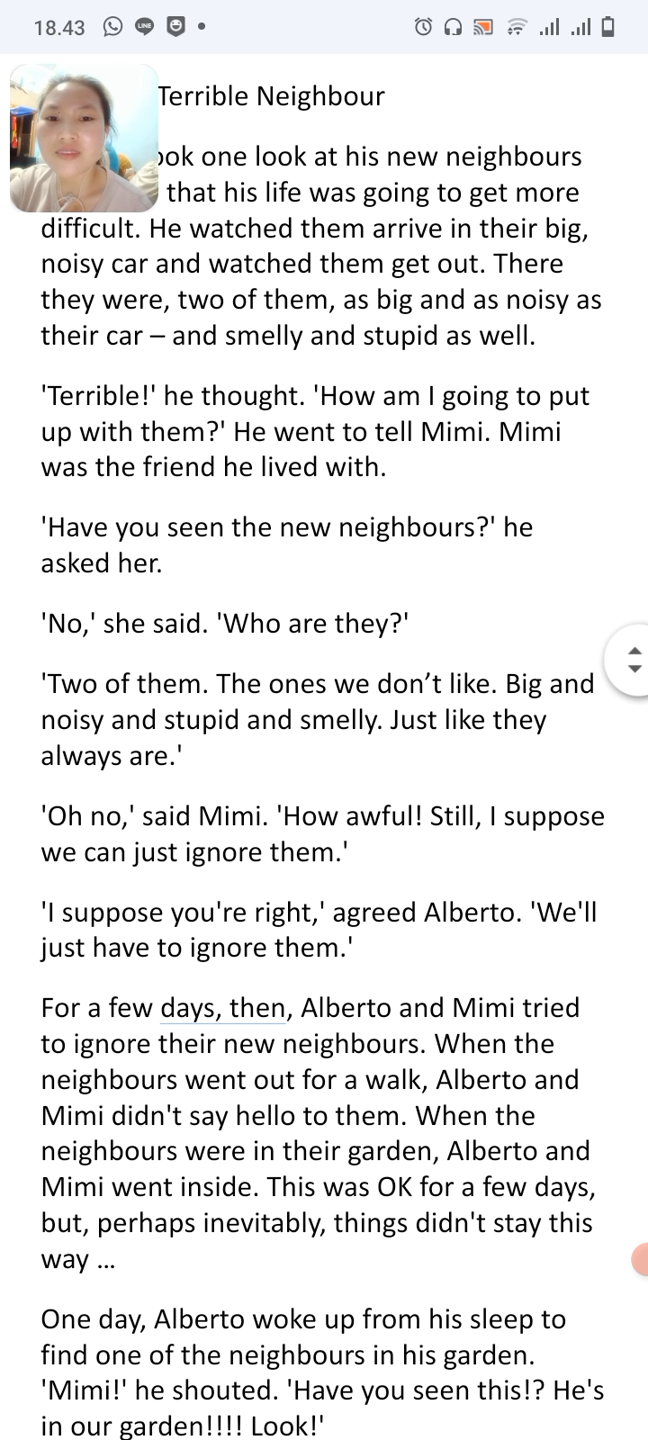 18.43
LINE
Terrible Neighbour
one look at his new neighbours
that his life was going to get more
difficult. He watched them arrive in their big,
noisy car and watched them get out. There
they were, two of them, as big and as noisy as
their car – and smelly and stupid as well.
'Terrible!' he thought. 'How am I going to put
up with them?' He went to tell Mimi. Mimi
was the friend he lived with.
'Have you seen the new neighbours?' he
asked her.
'No,' she said. 'Who are they?'
'Two of them. The ones we don’t like. Big and
noisy and stupid and smelly. Just like they
always are.'
'Oh no,' said Mimi. 'How awful! Still, I suppose
we can just ignore them.'
'I suppose you're right,' agreed Alberto. 'We'll
just have to ignore them.'
For a few days, then, Alberto and Mimi tried
to ignore their new neighbours. When the
neighbours went out for a walk, Alberto and
Mimi didn't say hello to them. When the
neighbours were in their garden, Alberto and
Mimi went inside. This was OK for a few days,
but, perhaps inevitably, things didn't stay this
way ...
One day, Alberto woke up from his sleep to
find one of the neighbours in his garden.
'Mimi!' he shouted. 'Have you seen this!? He's
in our garden!!!! Look!'